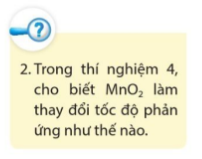 2. Trong thí nghiệm 4,
cho biết MnO₂ làm
thay đổi tốc độ phản
ứng như thế nào.